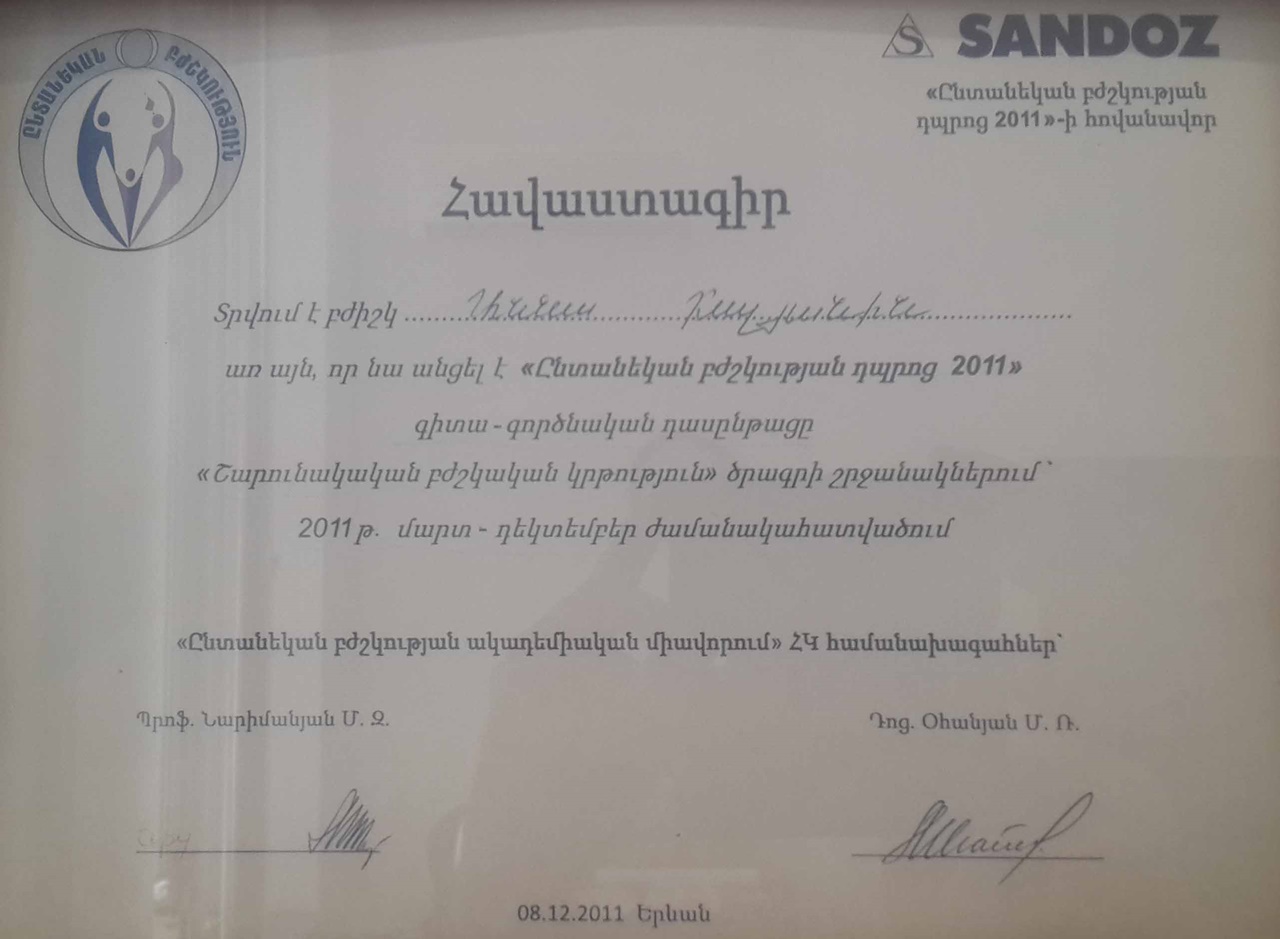 ԸՆՏԱՆԵԿԱՆ ԲԺՇԿՈՒԹՅՈՒՆ
SANDOZ
«Ընտանեկան բժշկության
դպրոց 2011»-ի հովանավոր
Հավաստագիր
Տրվում է բժիշկ
առ այն, որ նա անցել է «Ընտանեկան բժշկության դպրոց 2011»
գիտա - գործնական դասընթացը
«Շարունակական բժշկական կրթություն» ծրագրի շրջանակներում՝
2011թ. մարտ - դեկտեմբեր ժամանակահատվածում
«Ընտանեկան բժշկության ակադեմիական միավորում» ՀԿ համանախագահներ՝
Պրոֆ. Նարիմանյան Մ. Զ.
Դոց. Օհանյան Մ. Ռ.
08.12.2011 Երևան